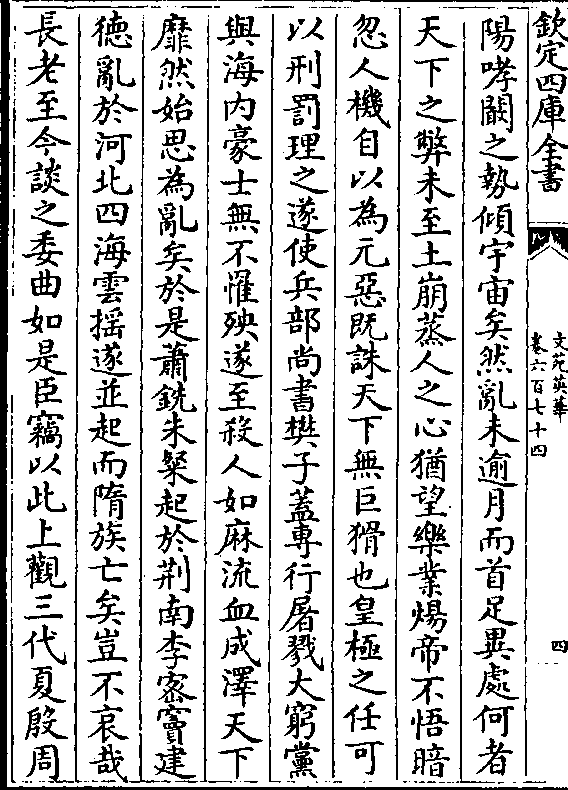 欽定四庫全書
文苑英華
卷六百七十四
四
陽哮闞之勢傾宇宙矣然亂未逾月而首足異處何者
天下之弊未至土崩蒸人之心猶望樂業煬帝不悟暗
忽人機自以為元惡既誅天下無巨猾也皇極之任可
以刑罰理之遂使兵部尚書樊子蓋專行屠戮大窮黨
與海内豪士無不懼殃遂至殺人如麻流血成澤天下
靡然始思為亂矣於是蕭銑朱粲起於荆南李密竇建
徳亂於河北四海雲揺遂並起而隋族亡矣豈不哀哉
長老至今談之委曲如是臣竊以此上觀三代夏殷周